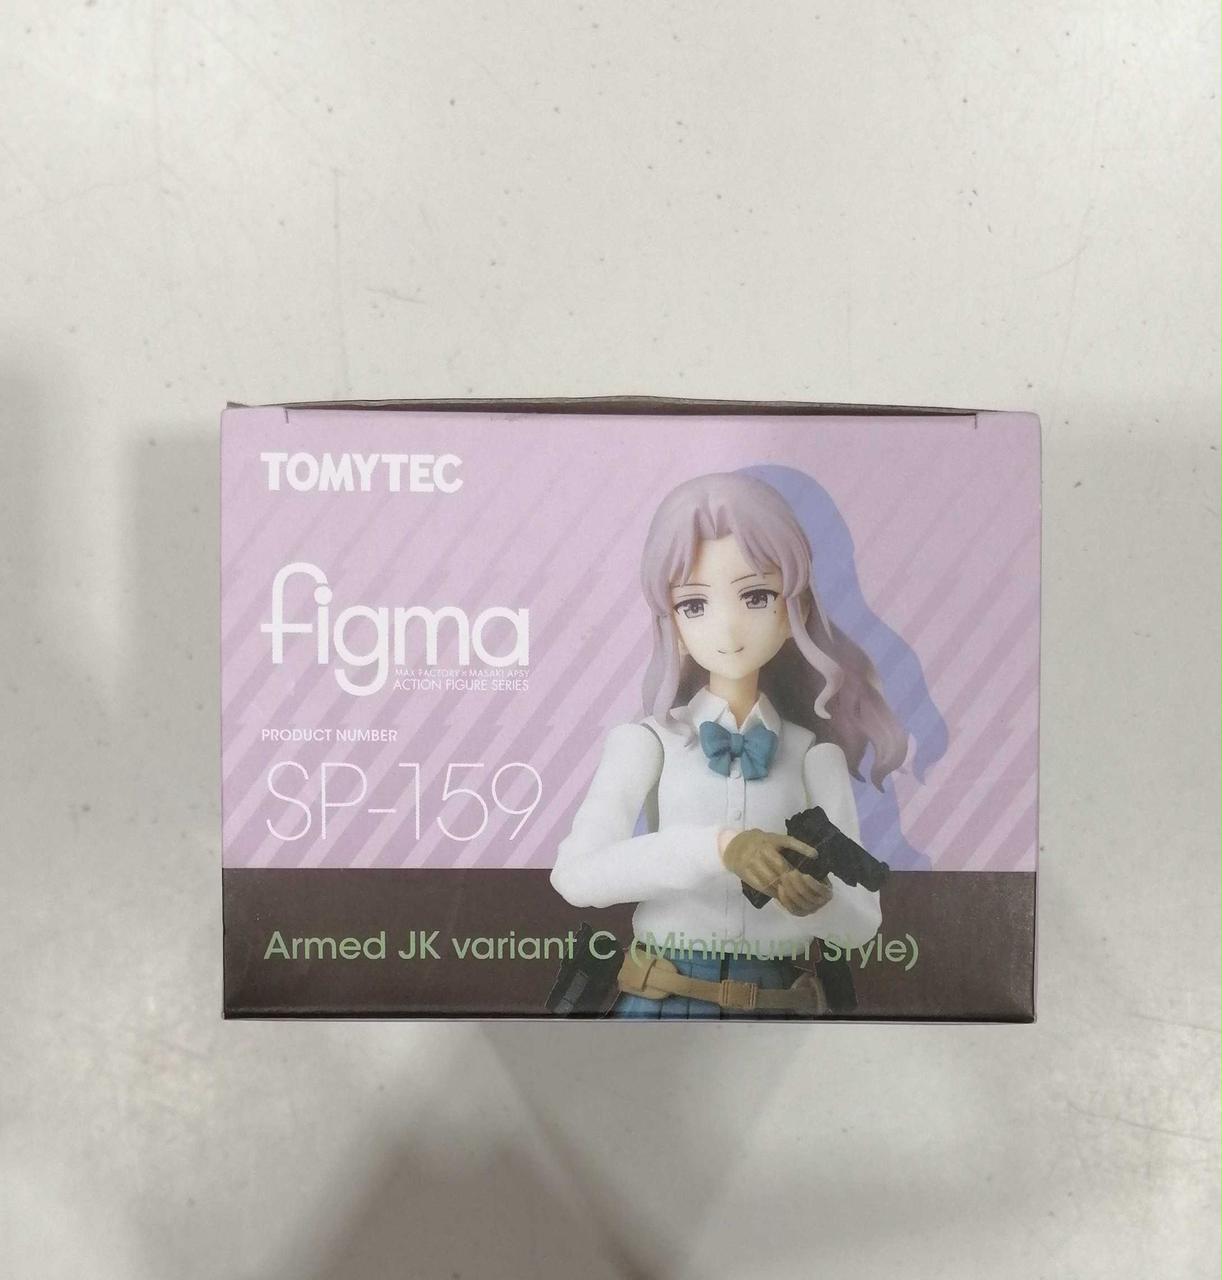 TOMYTEC
figma
MAX FACTORY × MASAKI APSY
ACTION FIGURE SERIES
PRODUCT NUMBER
SP-159
Armed JK variant C (Minimum Style)